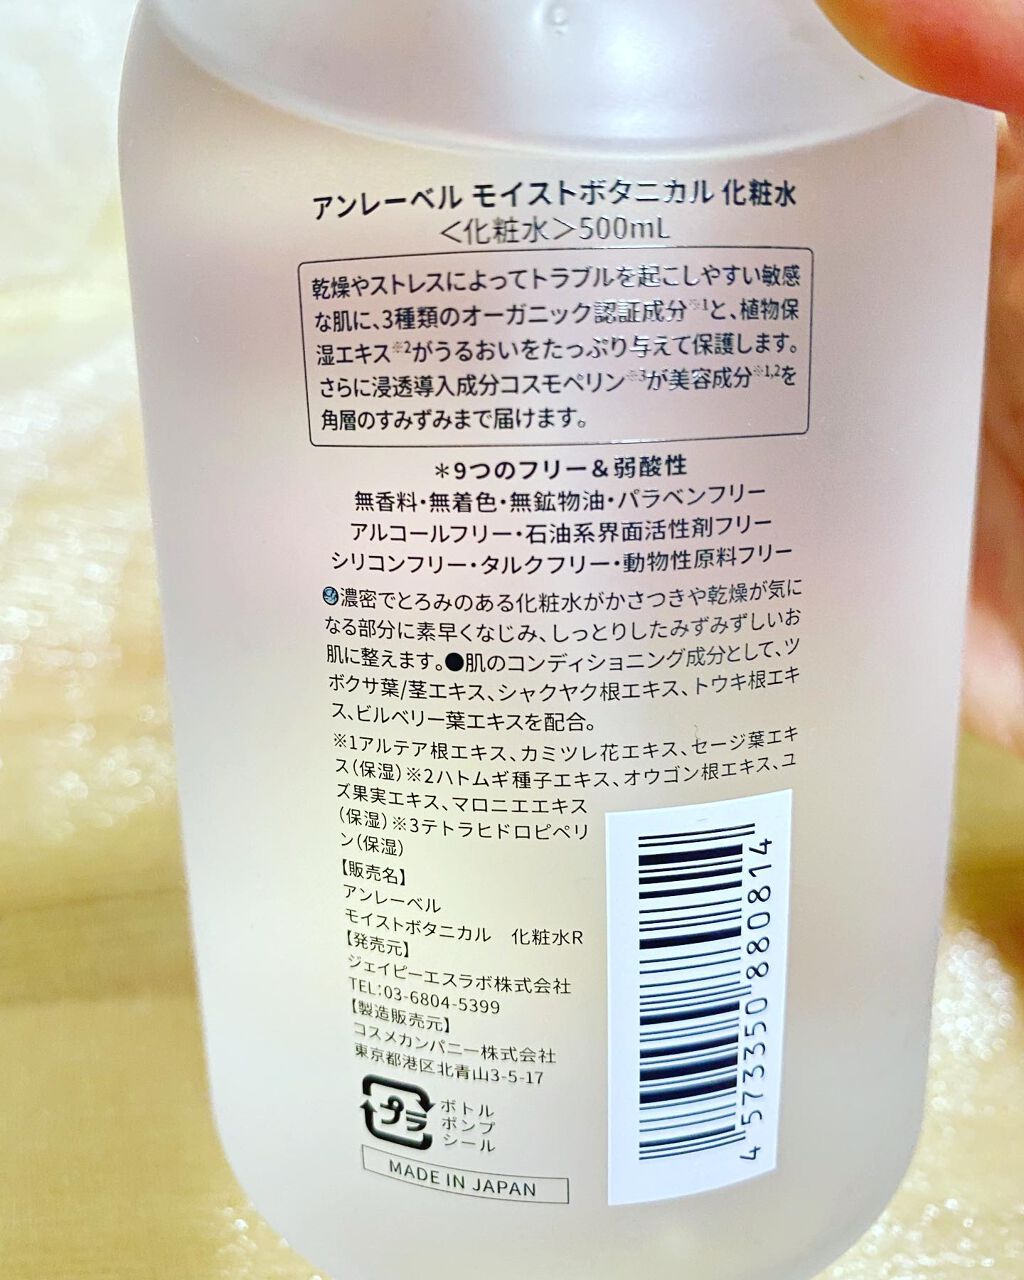 アンレーベル モイストボタニカル 化粧水
＜化粧水＞500mL
乾燥やストレスによってトラブルを起こしやすい敏感
な肌に、3種類のオーガニック認証成分※1と、植物保
湿エキス※2がうるおいをたっぷり与えて保護します。
さらに浸透導入成分コスモペリン※3が美容成分※1,2を
角層のすみずみまで届けます。
＊9つのフリー＆弱酸性
無香料・無着色・無鉱物油・パラベンフリー
アルコールフリー・石油系界面活性剤フリー
シリコンフリー・タルクフリー・動物性原料フリー
●濃密でとろみのある化粧水がかさつきや乾燥が気に
なる部分に素早くなじみ、しっとりしたみずみずしいお
肌に整えます。●肌のコンディショニング成分として、ツ
ボクサ葉/茎エキス、シャクヤク根エキス、トウキ根エキ
ス、ビルベリー葉エキスを配合。
※1アルテア根エキス、カミツレ花エキス、セージ葉エキ
ス（保湿）※2ハトムギ種子エキス、オウゴン根エキス、ユ
ズ果実エキス、マロニエエキス
（保湿）※3テトラヒドロピペリ
ン（保湿）
【販売名】
アンレーベル
モイストボタニカル　化粧水R
【発売元】
ジェイピーエスラボ株式会社
TEL：03-6804-5399
【製造販売元】
コスメカンパニー株式会社
東京都港区北青山3-5-17
プラ
ボトル
ポンプ
シール
MADE IN JAPAN
4 573350 880814